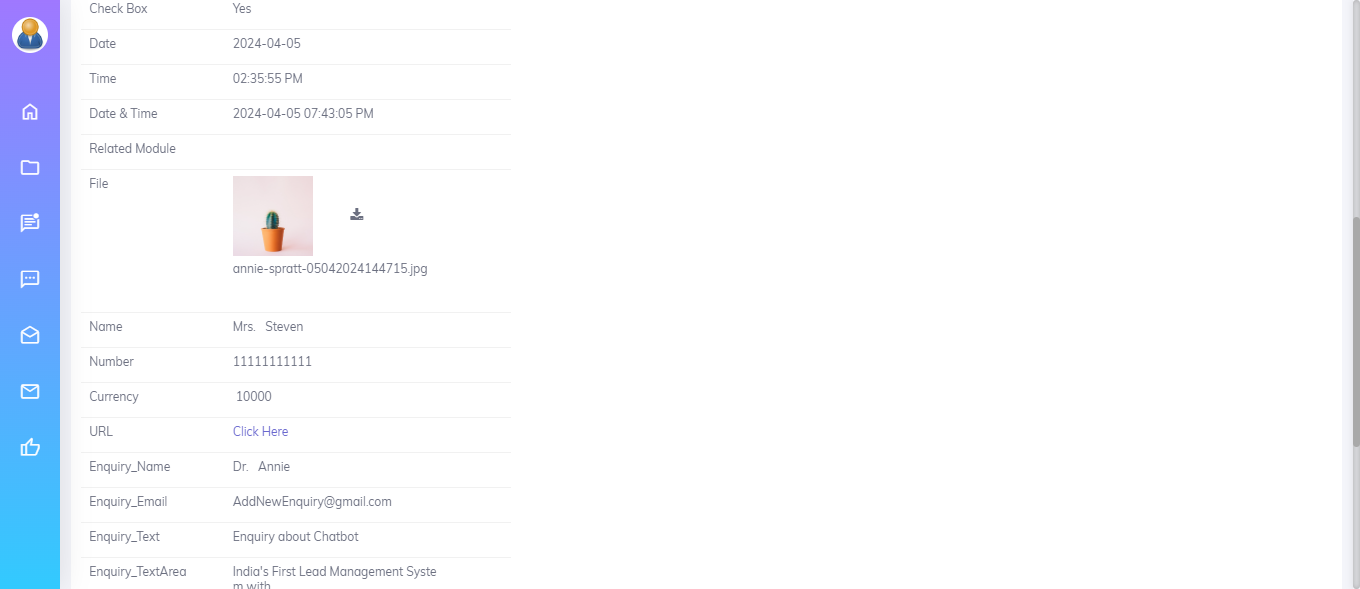 Check Box Yes
Date 2024-04-05
Time 02:35:55 PM
Date & Time 2024-04-05 07:43:05 PM
Related Module
File
annie-spratt-05042024144715.jpg
Name Mrs. Steven
Number 11111111111
Currency 10000
URL Click Here
Enquiry_Name Dr. Annie
Enquiry_Email AddNewEnquiry@gmail.com
Enquiry_Text Enquiry about Chatbot
Enquiry_TextArea India's First Lead Management Syste
m with